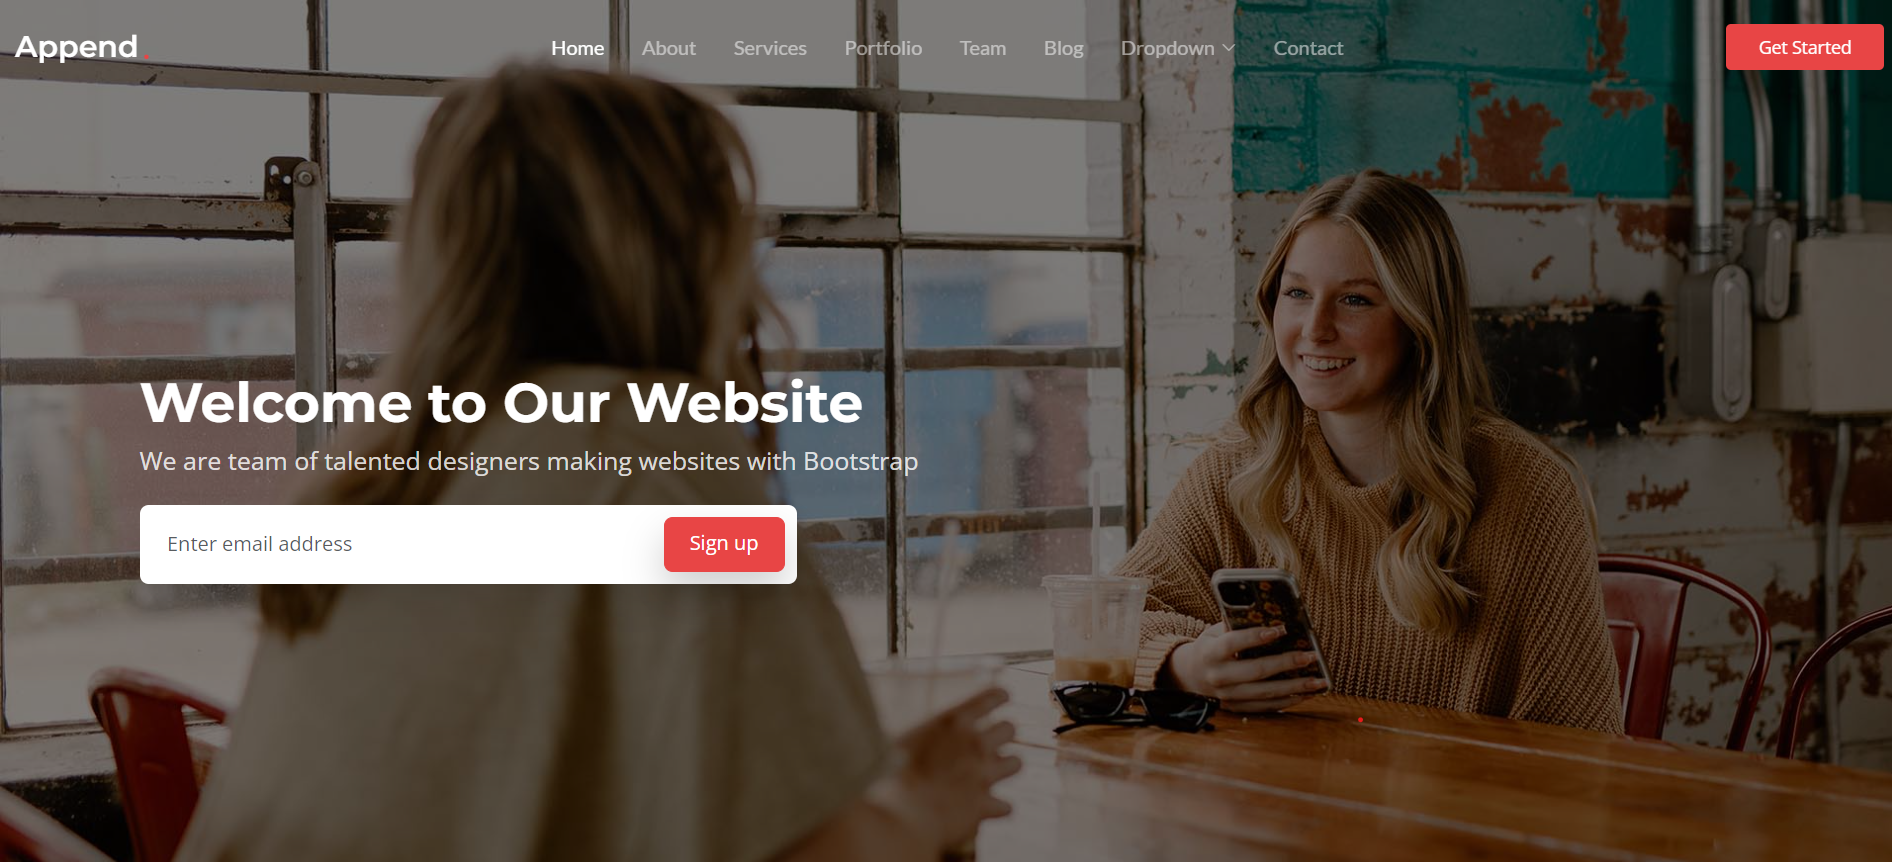 Append.
Home About Services Portfolio Team Blog Dropdown Contact
Get Started
Welcome to Our Website
We are team of talented designers making websites with Bootstrap
Enter email address
Sign up